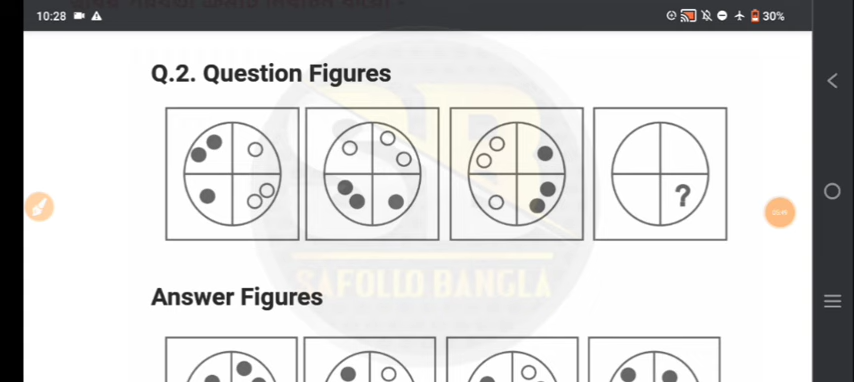 10:28
30%
Q.2. Question Figures
?
SAFOLLO BANGLA
Answer Figures